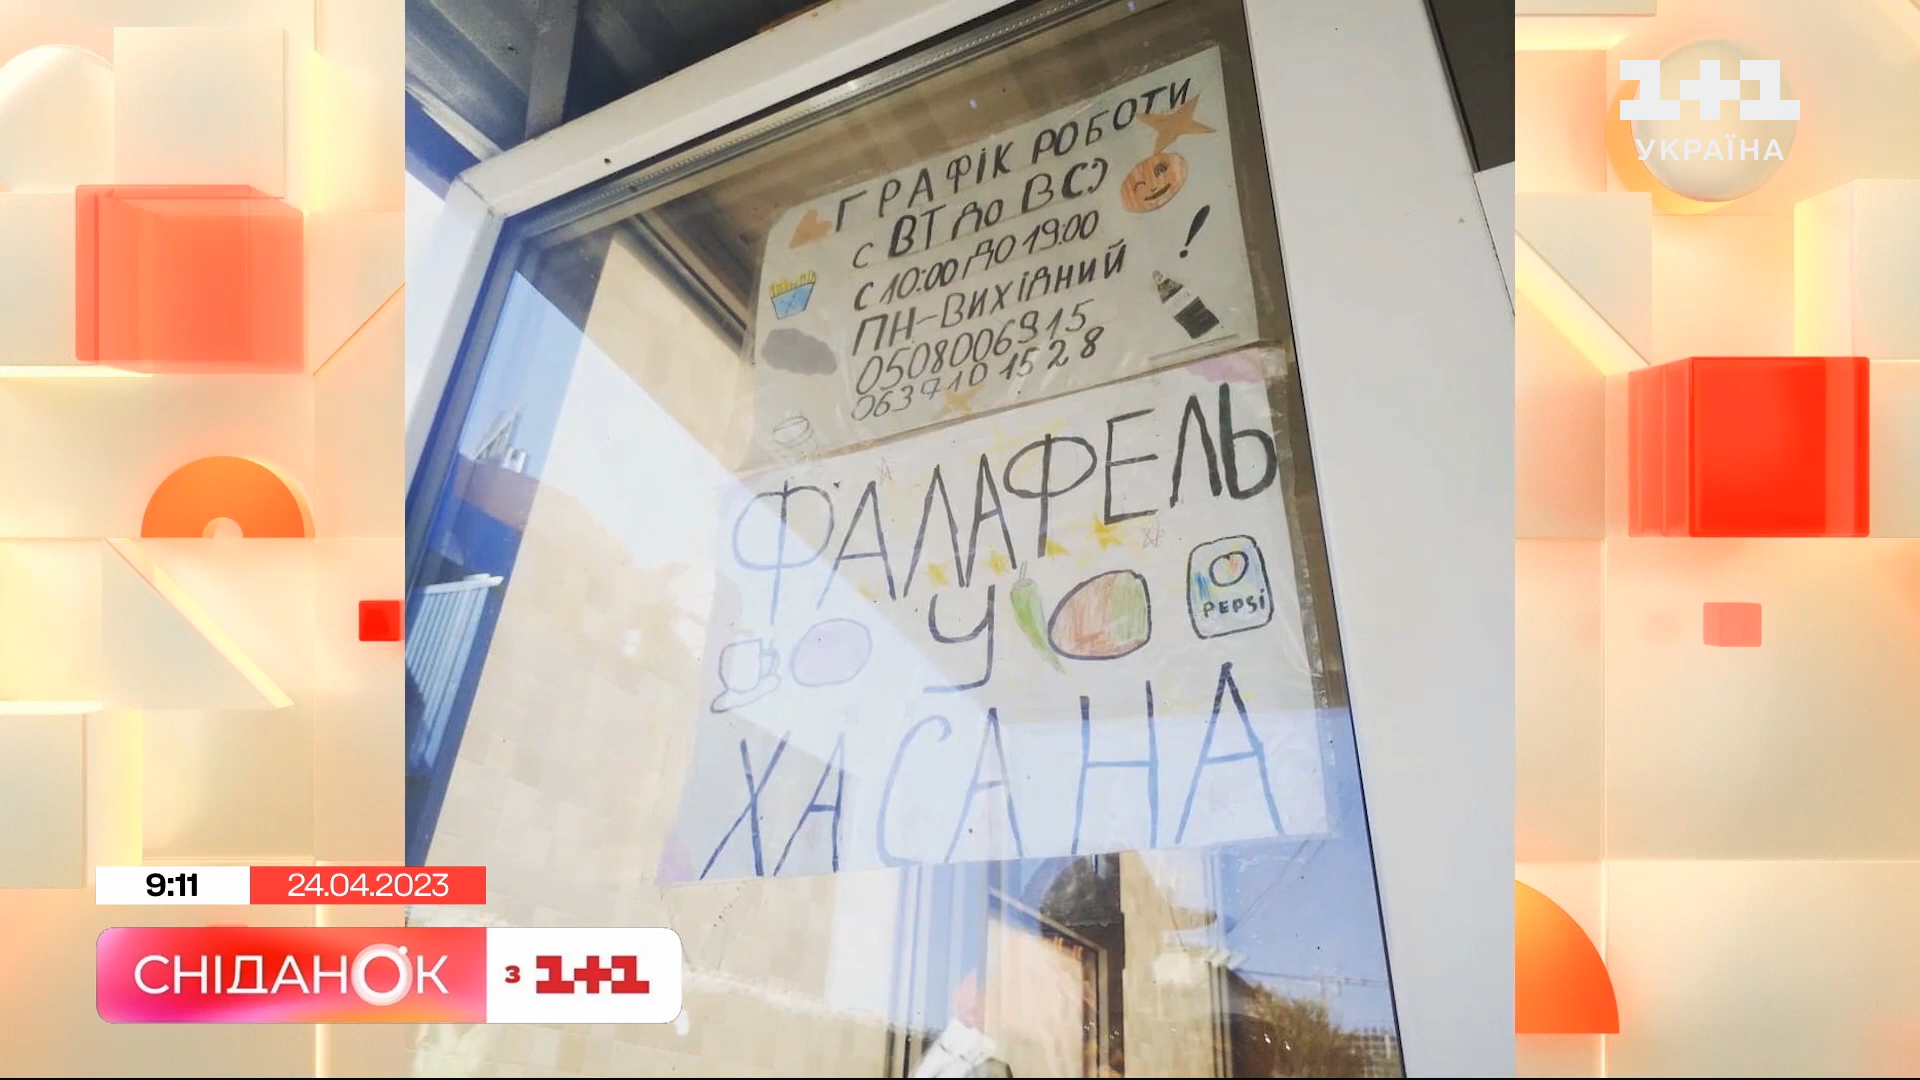 ГРАФІК РОБОТИ
с ВТ до ВС)
с 10:00 до 19:00
ПН-ВИХІДНИЙ
0508006915
0637101528
ФАЛАФЕЛЬ
У
PEPSi
ХАСАНА
1+1
УКРАЇНА
9:11 24.04.2023
СНІДАНОК З 1+1